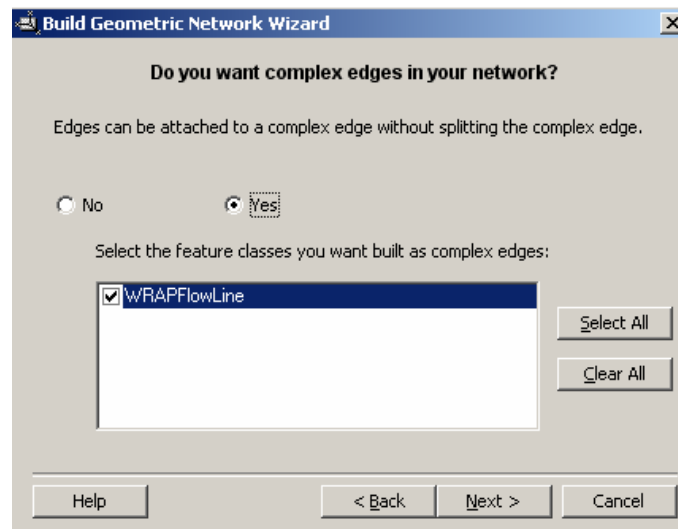 Build Geometric Network Wizard
Do you want complex edges in your network?
Edges can be attached to a complex edge without splitting the complex edge.
No
Yes
Select the feature classes you want built as complex edges:
WRAPFlowLine
Select All
Clear All
Help
< Back
Next >
Cancel